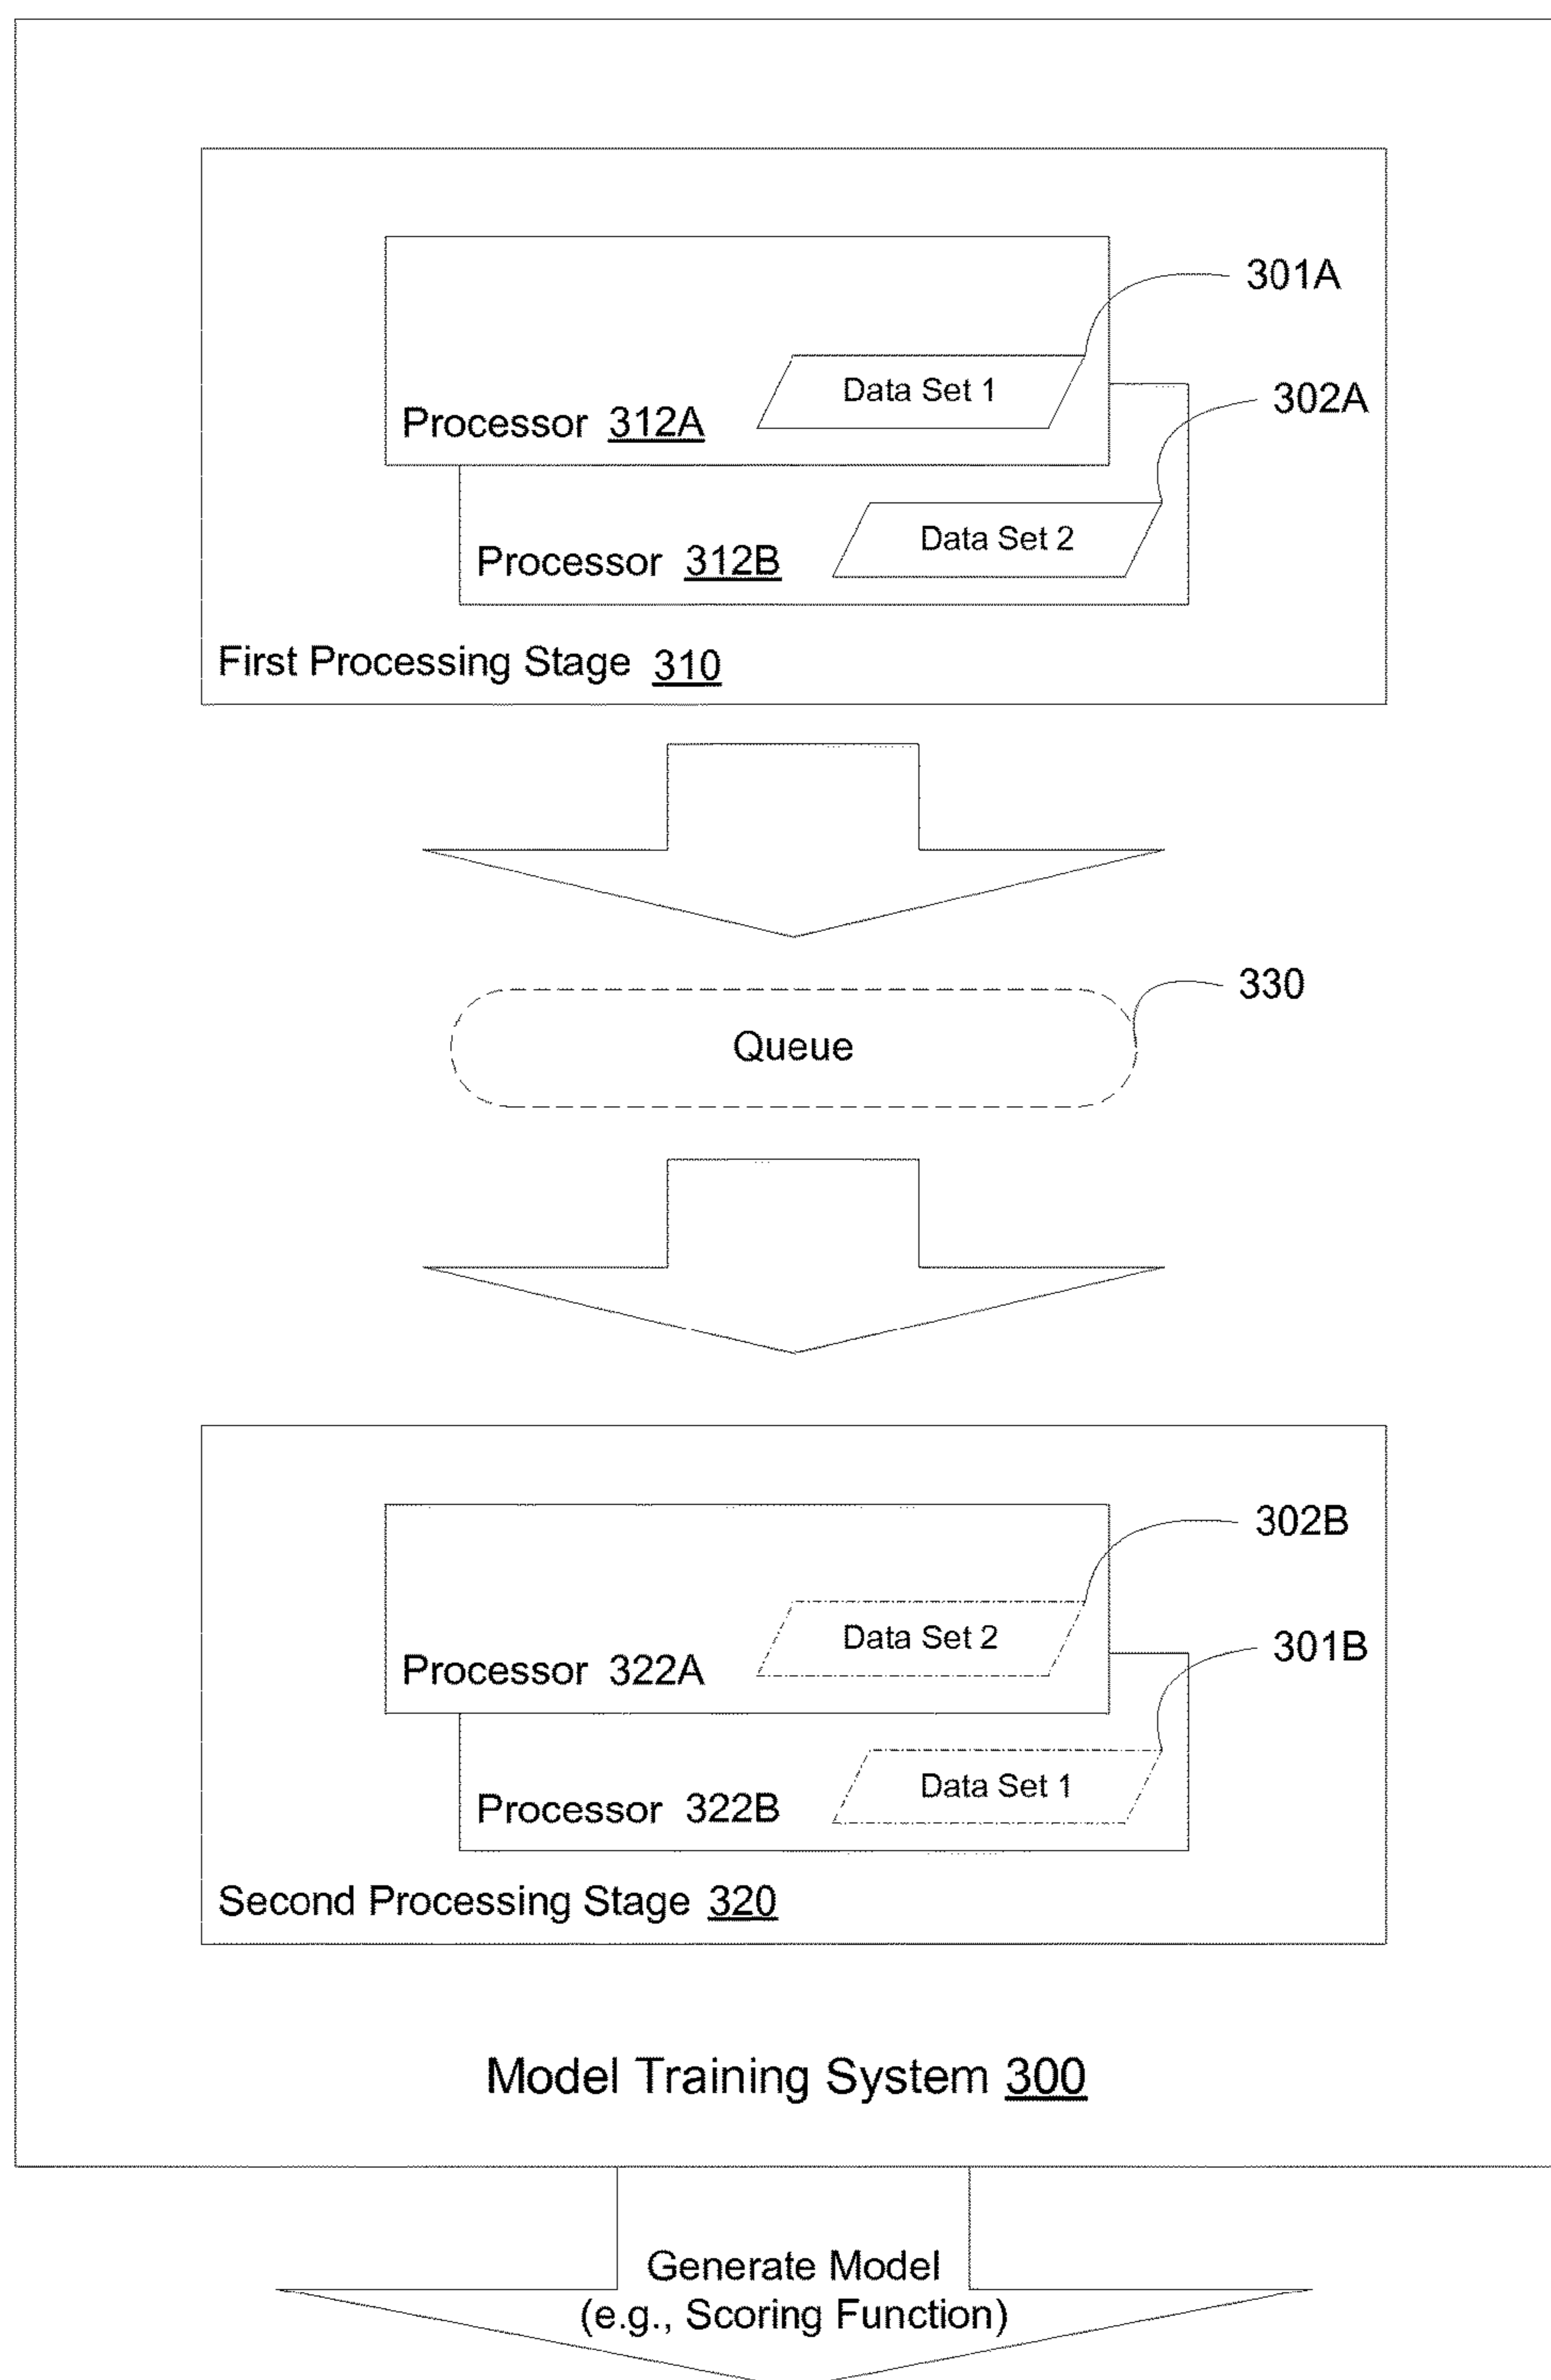 301A
Data Set 1
302A
Processor 312A
Data Set 2
Processor 312B
First Processing Stage 310
330
Queue
302B
Data Set 2
301B
Processor 322A
Data Set 1
Processor 322B
Second Processing Stage 320
Model Training System 300
Generate Model
(e.g., Scoring Function)